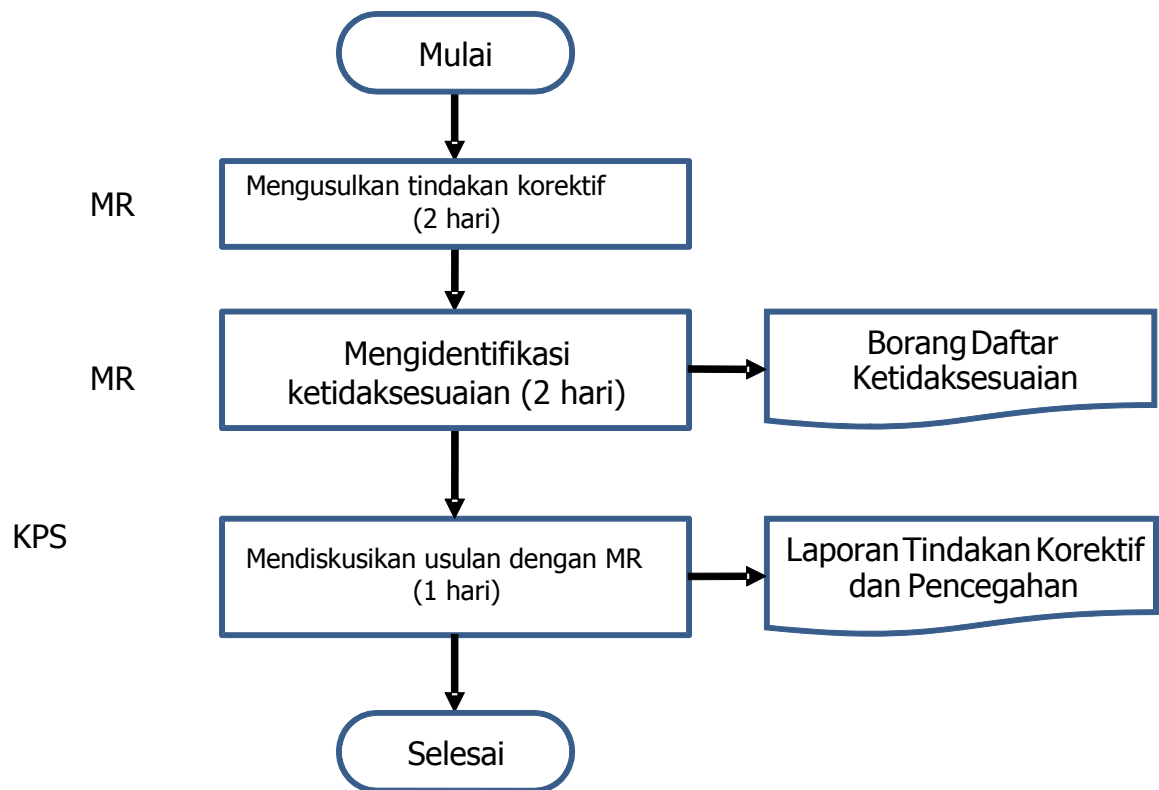 Mulai
MR
Mengusulkan tindakan korektif
(2 hari)
MR
Mengidentifikasi
ketidaksesuaian (2 hari)
Borang Daftar
Ketidaksesuaian
KPS
Mendiskusikan usulan dengan MR
(1 hari)
Laporan Tindakan Korektif
dan Pencegahan
Selesai